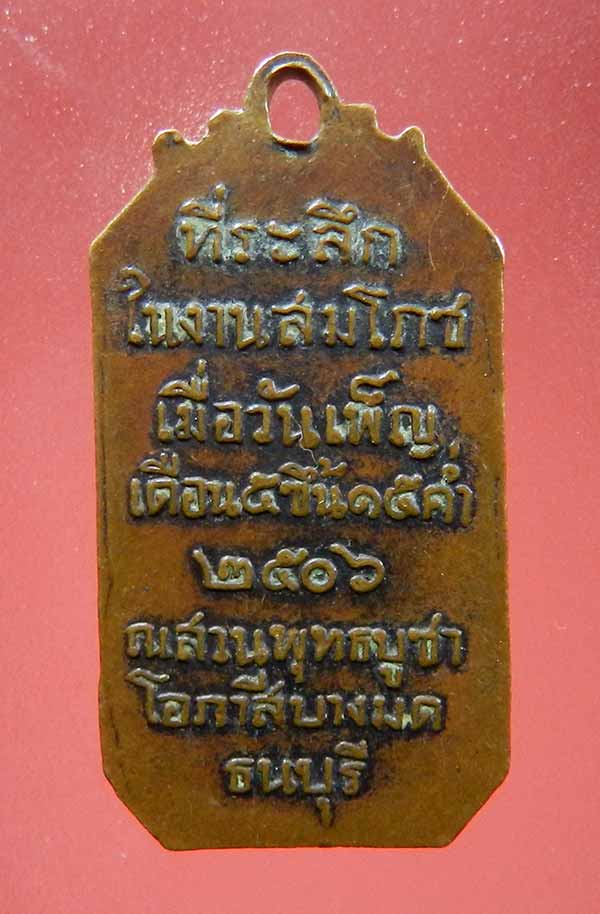 ที่ระลึก
ในงานสมโภช
เมื่อวันเพ็ญ
เดือน๕ขึ้น๑๕ค่ำ
๒๕๐๖
ณสวนพุทธบูชา
โอภาสีบางมด
ธนบุรี